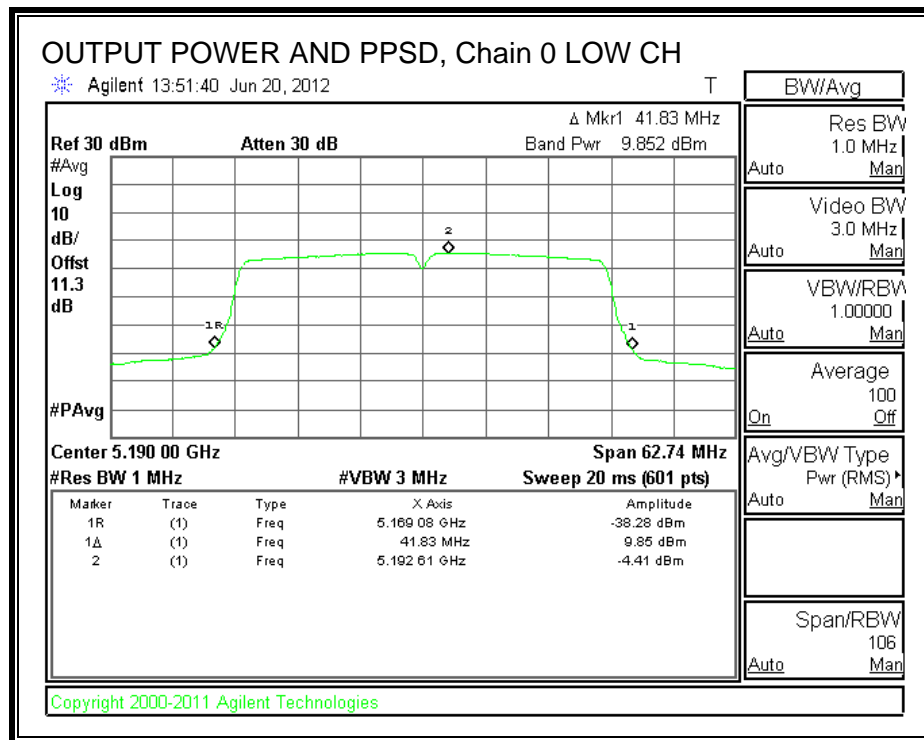 OUTPUT POWER AND PPSD, Chain 0 LOW CH
Agilent 13:51:40 Jun 20, 2012 T
BW/Avg
Δ Mkr1 41.83 MHz
Ref 30 dBm Atten 30 dB Band Pwr 9.852 dBm
#Avg
Log
10
dB/
Offst
11.3
dB
#PAvg
2
1R
1
Center 5.190 00 GHz Span 62.74 MHz
#Res BW 1 MHz #VBW 3 MHz Sweep 20 ms (601 pts)
Marker Trace Type X Axis Amplitude
1R (1) Freq 5.169 08 GHz -38.28 dBm
1Δ (1) Freq 41.83 MHz 9.85 dBm
2 (1) Freq 5.192 61 GHz -4.41 dBm
Res BW
1.0 MHz
Auto Man
Video BW
3.0 MHz
Auto Man
VBW/RBW
1.00000
Auto Man
Average
100
On Off
Avg/VBW Type
Pwr (RMS)
Auto Man
Span/RBW
106
Auto Man
Copyright 2000-2011 Agilent Technologies